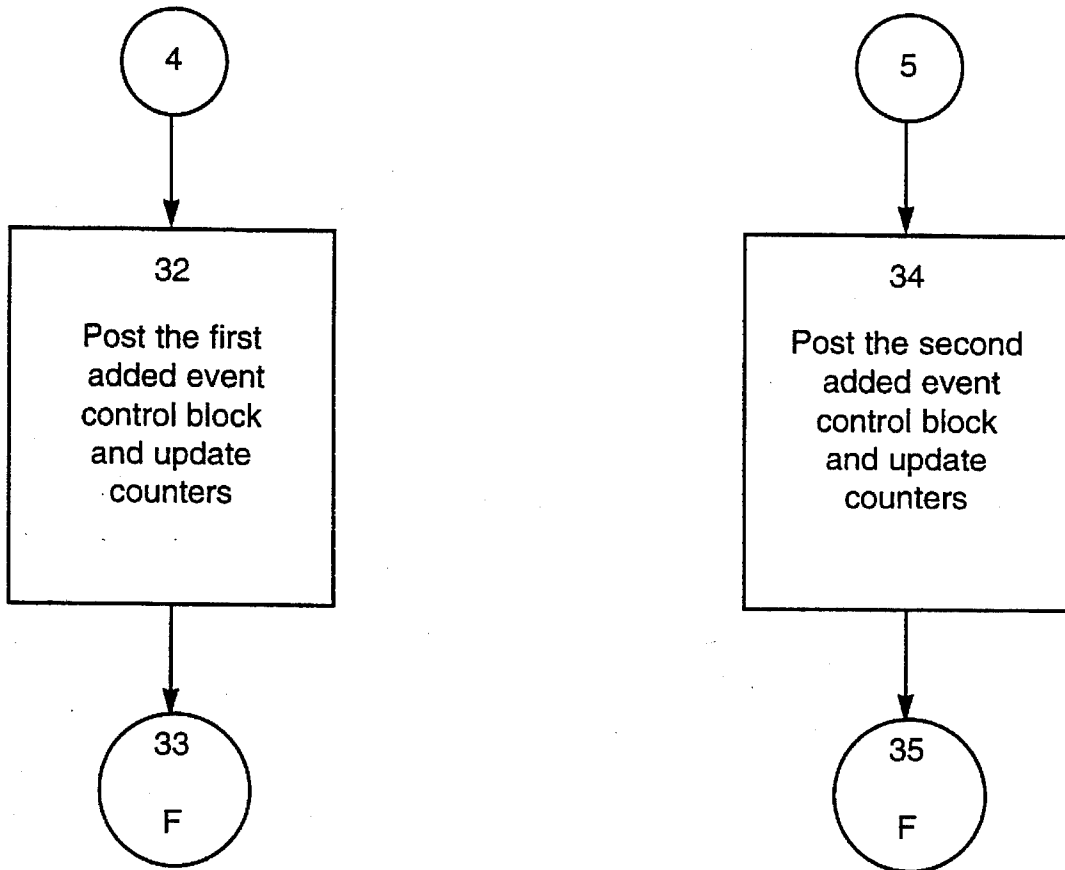 4
32
Post the first
added event
control block
and update
counters
33
F
5
34
Post the second
added event
control block
and update
counters
35
F